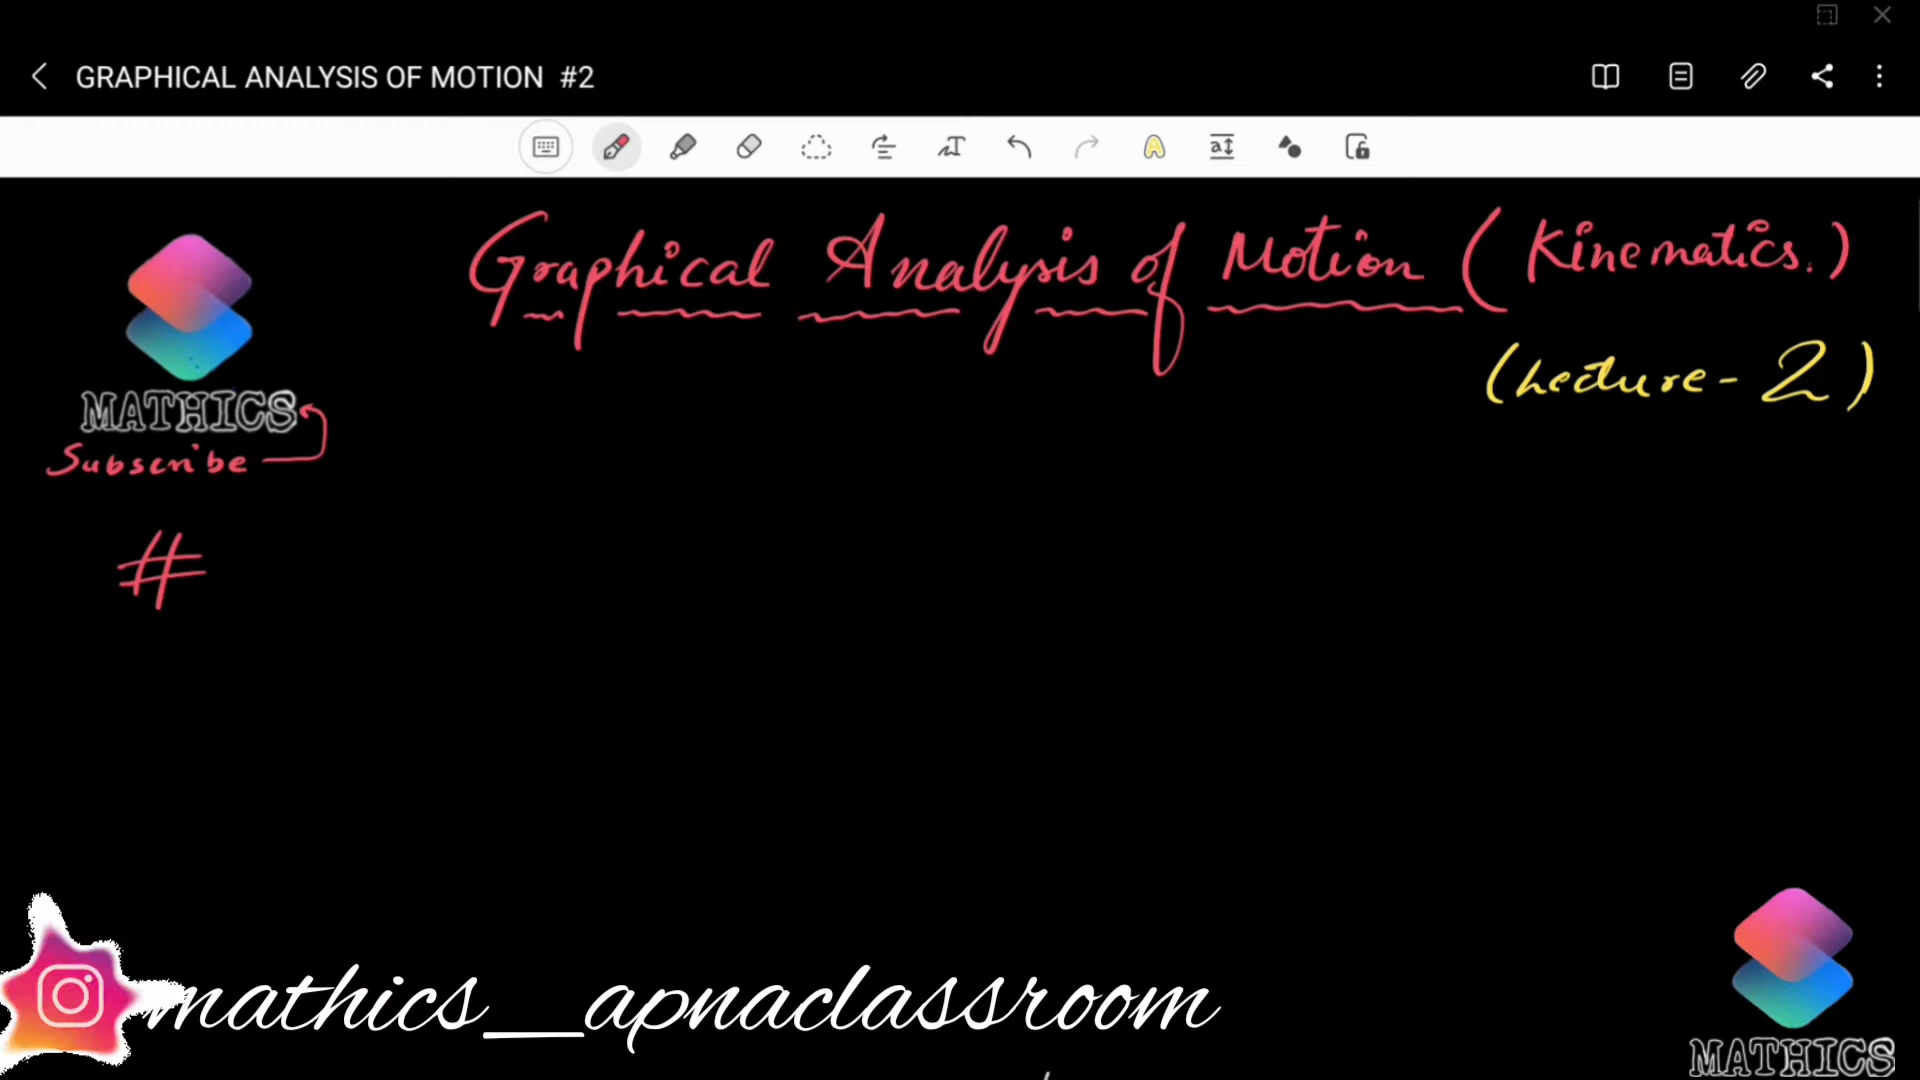 GRAPHICAL ANALYSIS OF MOTION #2
Graphical Analysis of Motion (Kinematics.)
(Lecture-2)
MATHICS
Subscribe
#
mathics_apnaclassroom
MATHICS